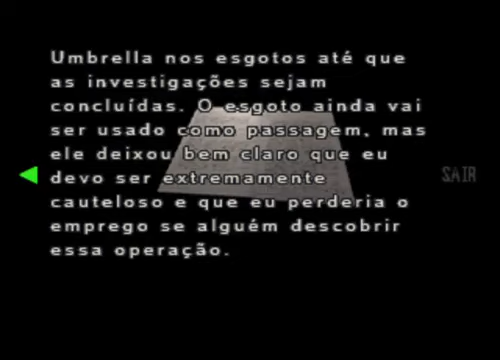 Umbrella nos esgotos até que
as investigações sejam
concluídas. O esgoto ainda vai
ser usado como passagem, mas
ele deixou bem claro que eu
devo ser extremamente
cauteloso e que eu perderia o
emprego se alguém descobrir
essa operação.
SAIR